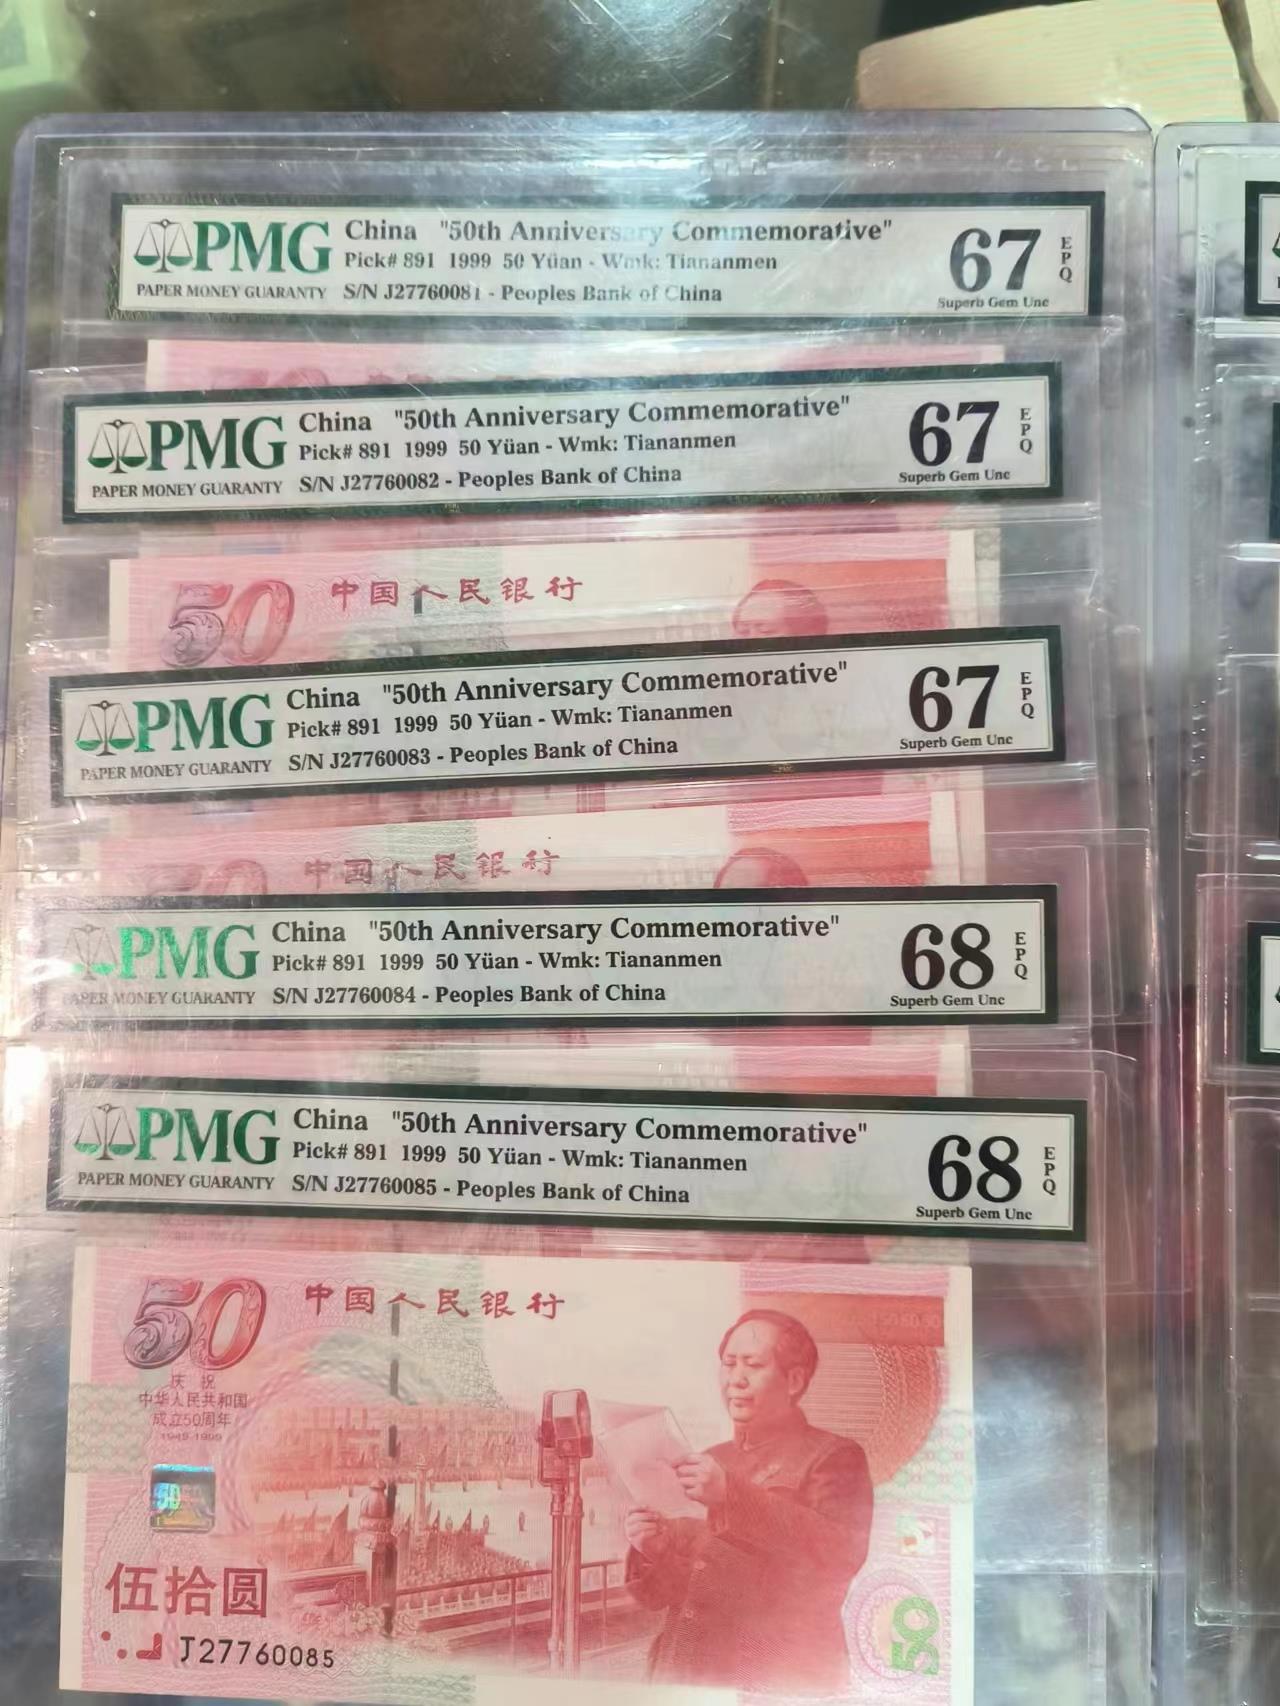 PMG
PAPER MONEY GUARANTY
China "50th Anniversary Commemorative"
Pick# 891 1999 50 Yüan - Wmk: Tiananmen
S/N J27760081 - Peoples Bank of China
67
EPQ
Superb Gem Unc
PMG
PAPER MONEY GUARANTY
China "50th Anniversary Commemorative"
Pick# 891 1999 50 Yüan - Wmk: Tiananmen
S/N J27760082 - Peoples Bank of China
67
EPQ
Superb Gem Unc
50 中国人民银行
PMG
PAPER MONEY GUARANTY
China "50th Anniversary Commemorative"
Pick# 891 1999 50 Yüan - Wmk: Tiananmen
S/N J27760083 - Peoples Bank of China
67
EPQ
Superb Gem Unc
50 中国人民银行
PMG
PAPER MONEY GUARANTY
China "50th Anniversary Commemorative"
Pick# 891 1999 50 Yüan - Wmk: Tiananmen
S/N J27760084 - Peoples Bank of China
68
EPQ
Superb Gem Unc
PMG
PAPER MONEY GUARANTY
China "50th Anniversary Commemorative"
Pick# 891 1999 50 Yüan - Wmk: Tiananmen
S/N J27760085 - Peoples Bank of China
68
EPQ
Superb Gem Unc
50 中国人民银行
庆祝
中华人民共和国
成立50周年
1949-1999
50
伍拾圆
J27760085
50